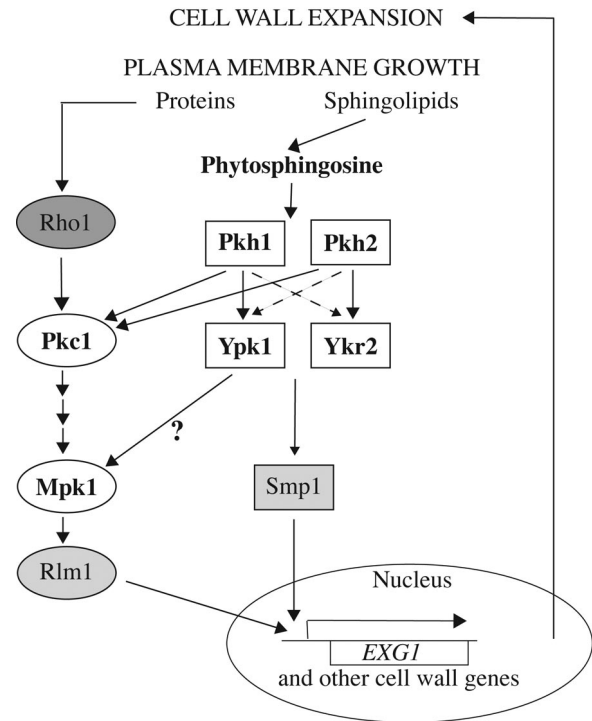 CELL WALL EXPANSION
PLASMA MEMBRANE GROWTH
Proteins Sphingolipids
Phytosphingosine
Rho1 Pkh1 Pkh2
Pkc1 Ypk1 Ykr2
?
Mpk1 Smp1
Rlm1
Nucleus
EXG1
and other cell wall genes